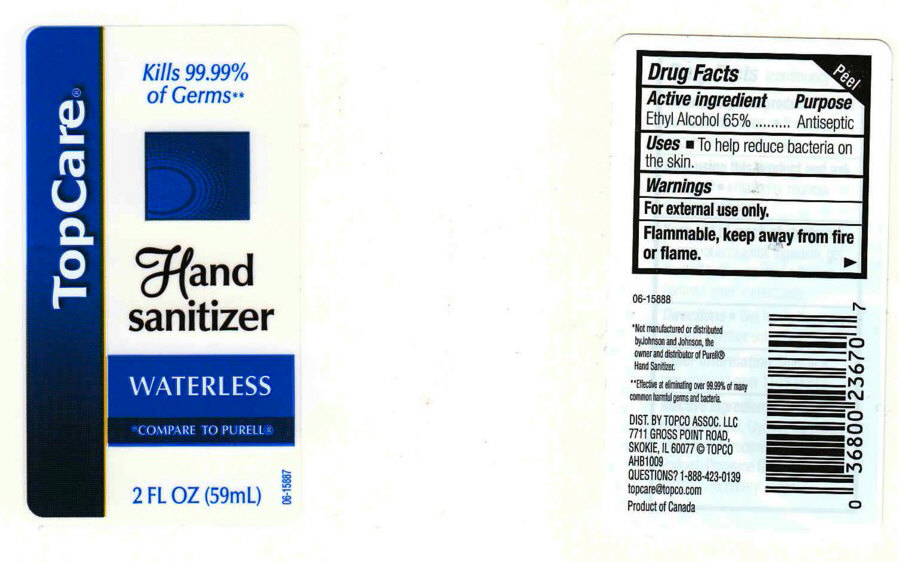 TopCare®
Kills 99.99%
of Germs**
Hand
sanitizer
WATERLESS
*COMPARE TO PURELL®
2 FL OZ (59mL)
06-15887
Peel
Drug Facts
Active ingredient Purpose
Ethyl Alcohol 65% ......... Antiseptic
Uses ■ To help reduce bacteria on
the skin.
Warnings
For external use only.
Flammable, keep away from fire
or flame.
06-15888
*Not manufactured or distributed
byJohnson and Johnson, the
owner and distributor of Purell®
Hand Sanitizer.
**Effective at eliminating over 99.99% of many
common harmful germs and bacteria.
DIST. BY TOPCO ASSOC. LLC
7711 GROSS POINT ROAD,
SKOKIE, IL 60077 © TOPCO
AHB1009
QUESTIONS? 1-888-423-0139
topcare@topco.com
Product of Canada
0 36800 23670 7